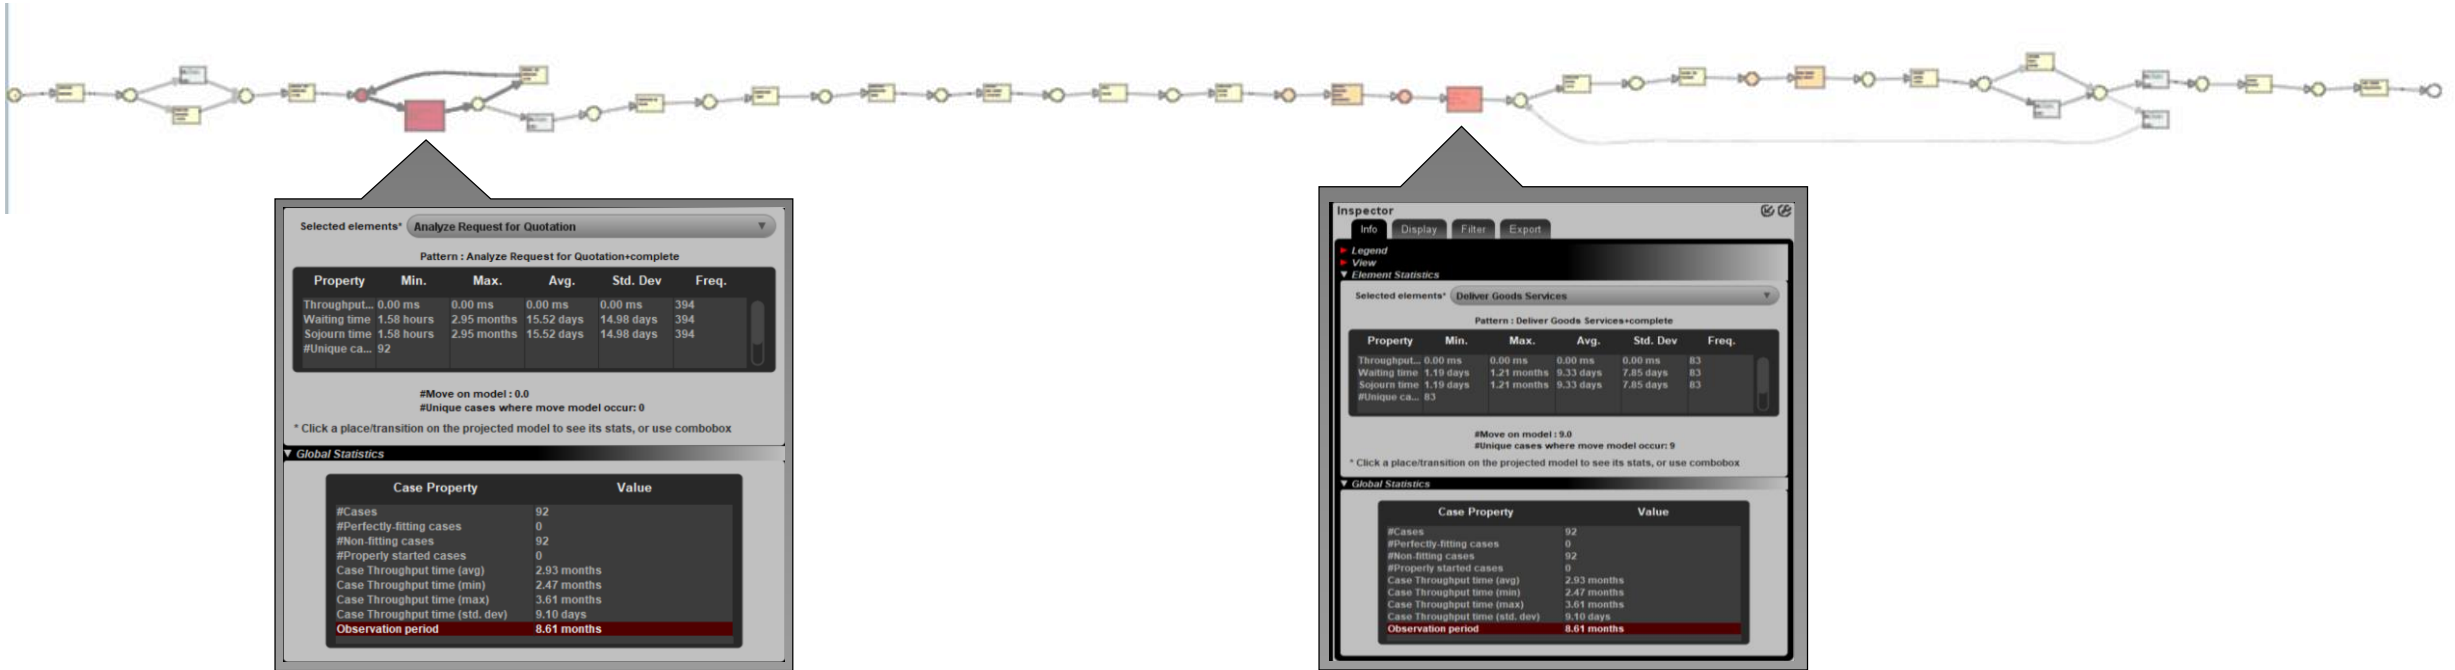 Selected elements* Analyze Request for Quotation
Pattern : Analyze Request for Quotation+complete
Property Min. Max. Avg. Std. Dev Freq.
Throughput... 0.00 ms 0.00 ms 0.00 ms 0.00 ms 394
Waiting time 1.58 hours 2.95 months 15.52 days 14.98 days 394
Sojourn time 1.58 hours 2.95 months 15.52 days 14.98 days 394
#Unique ca... 92
#Move on model : 0.0
#Unique cases where move model occur: 0
* Click a place/transition on the projected model to see its stats, or use combobox
Global Statistics
Case Property Value
#Cases 92
#Perfectly-fitting cases 0
#Non-fitting cases 92
#Properly started cases 0
Case Throughput time (avg) 2.93 months
Case Throughput time (min) 2.47 months
Case Throughput time (max) 3.61 months
Case Throughput time (std. dev) 9.10 days
Observation period 8.61 months
Inspector
Info Display Filter Export
Legend
View
Element Statistics
Selected elements* Deliver Goods Services
Pattern : Deliver Goods Services+complete
Property Min. Max. Avg. Std. Dev Freq.
Throughput... 0.00 ms 0.00 ms 0.00 ms 0.00 ms 83
Waiting time 1.19 days 1.21 months 9.33 days 7.85 days 83
Sojourn time 1.19 days 1.21 months 9.33 days 7.85 days 83
#Unique ca... 83
#Move on model : 9.0
#Unique cases where move model occur: 9
* Click a place/transition on the projected model to see its stats, or use combobox
Global Statistics
Case Property Value
#Cases 92
#Perfectly-fitting cases 0
#Non-fitting cases 92
#Properly started cases 0
Case Throughput time (avg) 2.93 months
Case Throughput time (min) 2.47 months
Case Throughput time (max) 3.61 months
Case Throughput time (std. dev) 9.10 days
Observation period 8.61 months